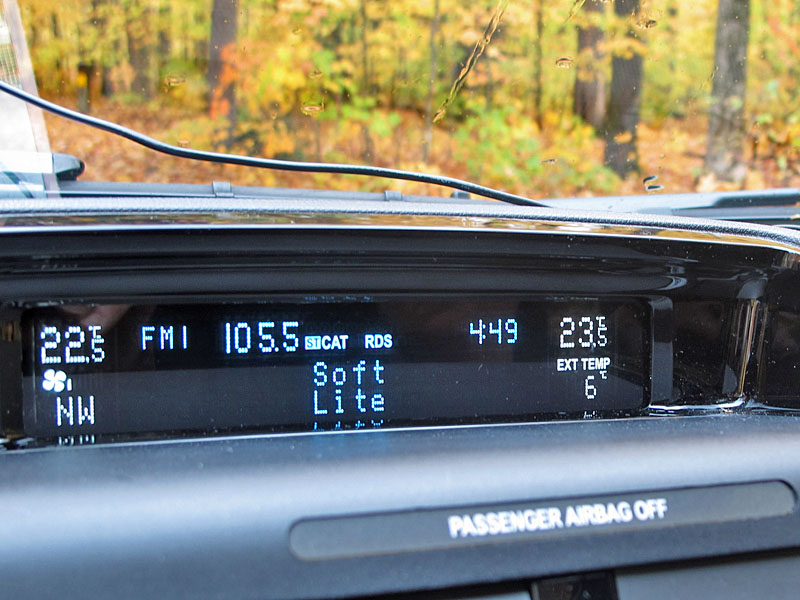 22.5°C FM1 105.5 ST CAT RDS 4:49 23.5°C
EXT TEMP
Soft
6°C
NW Lite
PASSENGER AIRBAG OFF